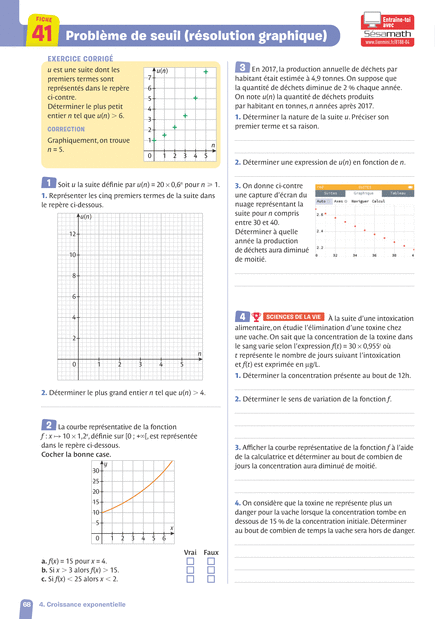 FICHE
41
Problème de seuil (résolution graphique)
Entraîne-toi
avec
Sésamath
EXERCICE CORRIGÉ
u est une suite dont les
premiers termes sont
représentés dans le repère
ci-contre.
Déterminer le plus petit
entier n tel que u(n) > 6.
CORRECTION
Graphiquement, on trouve
n = 5.
u(n)
7
6
5
4
3
2
1
n
0 1 2 3 4 5
1 Soit u la suite définie par u(n) = 20 × 0,6ⁿ pour n ⩾ 1.
1. Représenter les cinq premiers termes de la suite dans
le repère ci-dessous.
u(n)
12
10
8
6
4
2
n
0 1 2 3 4 5
2. Déterminer le plus grand entier n tel que u(n) > 4.
2 La courbe représentative de la fonction
f : x ↦ 10 × 1,2ˣ, définie sur [0 ; +∞[, est représentée
dans le repère ci-dessous.
Cocher la bonne case.
y
30
25
20
15
10
5
x
0 1 2 3 4 5 6
Vrai Faux
a. f(x) = 15 pour x = 4.
b. Si x > 3 alors f(x) > 15.
c. Si f(x) < 25 alors x < 2.
3 En 2017, la production annuelle de déchets par
habitant était estimée à 4,9 tonnes. On suppose que
la quantité de déchets diminue de 2 % chaque année.
On note u(n) la quantité de déchets produits
par habitant en tonnes, n années après 2017.
1. Déterminer la nature de la suite u. Préciser son
premier terme et sa raison.
2. Déterminer une expression de u(n) en fonction de n.
3. On donne ci-contre
une capture d'écran du
nuage représentant la
suite pour n compris
entre 30 et 40.
Déterminer à quelle
année la production
de déchets aura diminué
de moitié.
Graphique Tableau
Auto Axes Naviguer Calcul
2.4
2.2
32 34 36 38
4 SCIENCES DE LA VIE À la suite d'une intoxication
alimentaire, on étudie l'élimination d'une toxine chez
une vache. On sait que la concentration de la toxine dans
le sang varie selon l'expression f(t) = 30 × 0,955ᵗ où
t représente le nombre de jours suivant l'intoxication
et f(t) est exprimée en µg/L.
1. Déterminer la concentration présente au bout de 12h.
2. Déterminer le sens de variation de la fonction f.
3. Afficher la courbe représentative de la fonction f à l'aide
de la calculatrice et déterminer au bout de combien de
jours la concentration aura diminué de moitié.
4. On considère que la toxine ne représente plus un
danger pour la vache lorsque la concentration tombe en
dessous de 15 % de la concentration initiale. Déterminer
au bout de combien de temps la vache sera hors de danger.
68 4. Croissance exponentielle